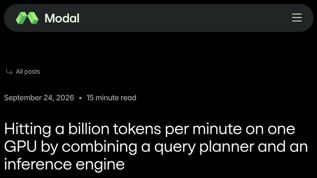 Modal
All posts
September 24, 2026 • 15 minute read
Hitting a billion tokens per minute on one
GPU by combining a query planner and an
inference engine